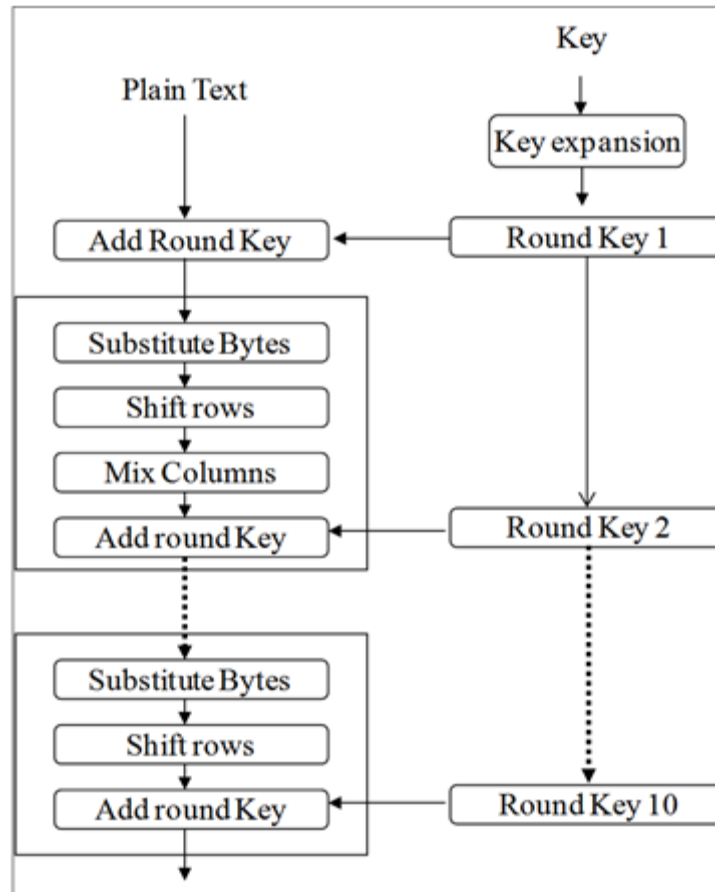 Key
Plain Text
Key expansion
Add Round Key
Round Key 1
Substitute Bytes
Shift rows
Mix Columns
Add round Key
Round Key 2
Substitute Bytes
Shift rows
Add round Key
Round Key 10